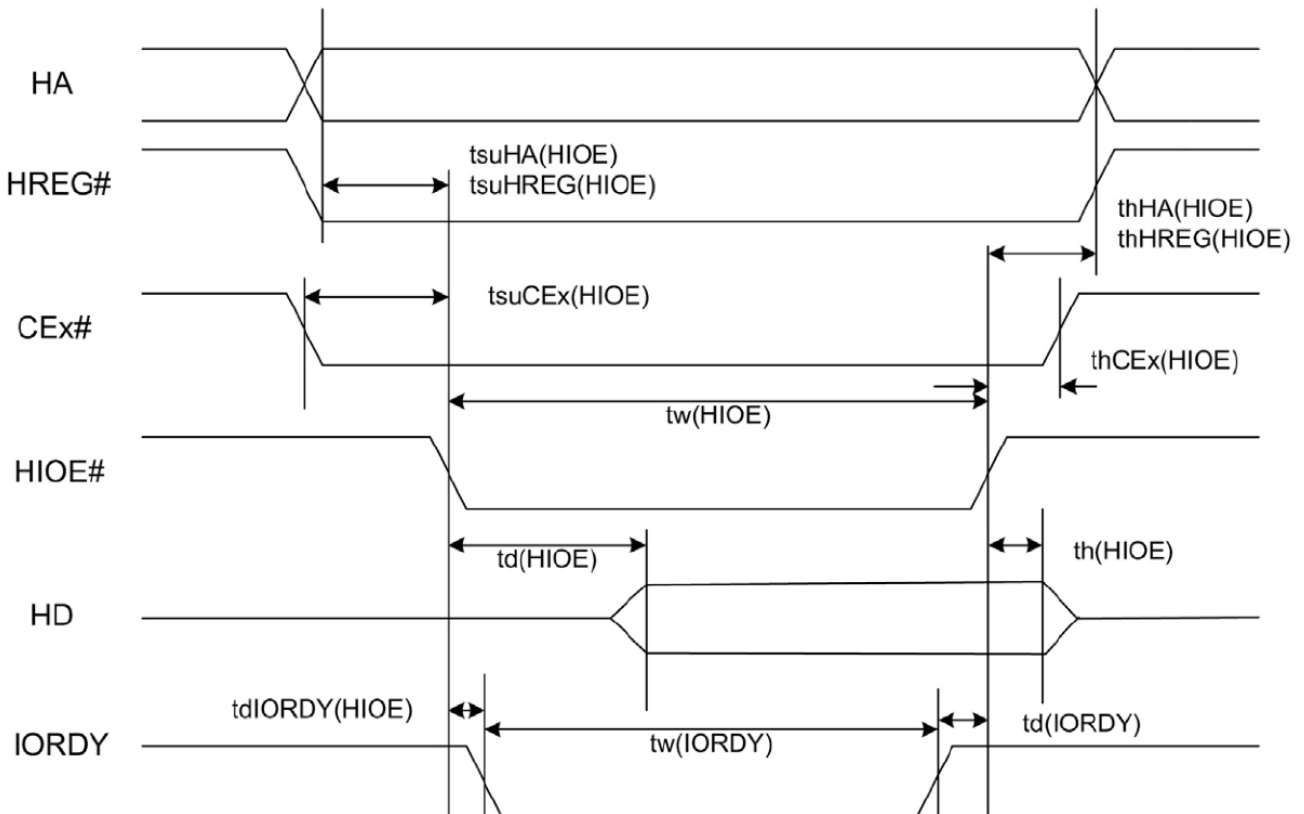 HA
tsuHA(HIOE)
HREG#
tsuHREG(HIOE)
thHA(HIOE)
thHREG(HIOE)
CEx#
tsuCEx(HIOE)
thCEx(HIOE)
tw(HIOE)
HIOE#
td(HIOE)
th(HIOE)
HD
tdIORDY(HIOE)
td(IORDY)
IORDY
tw(IORDY)